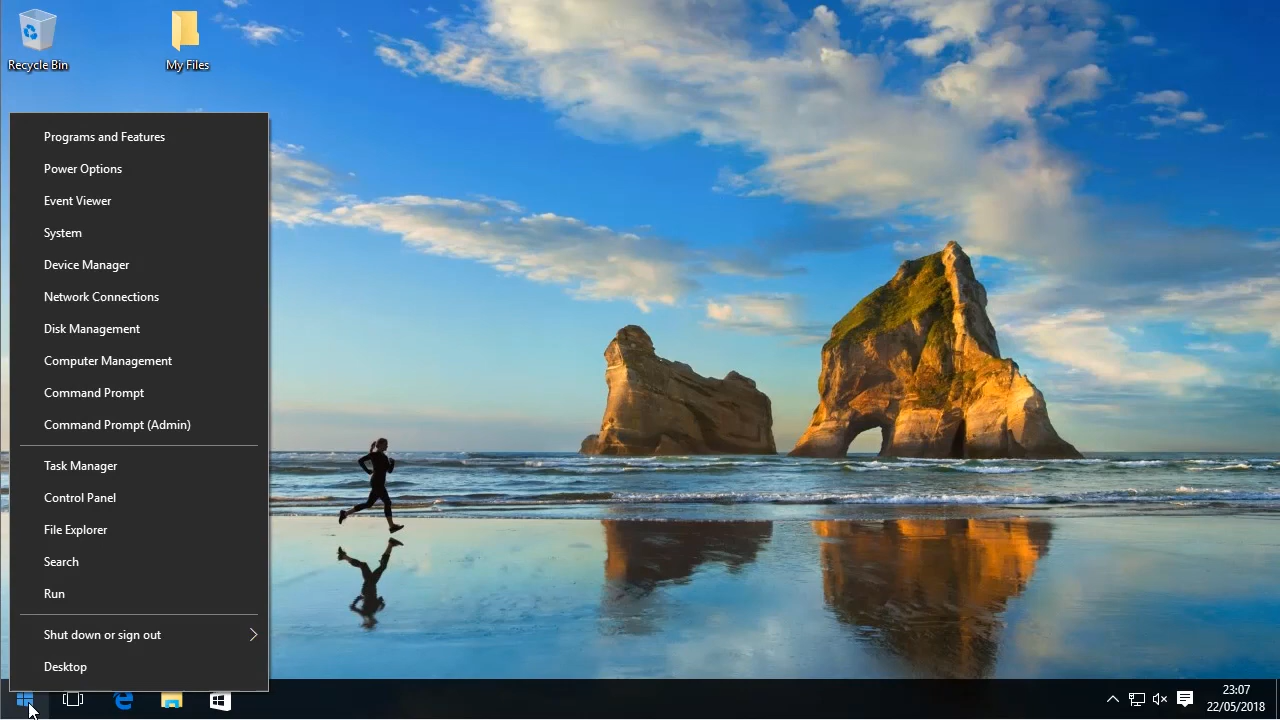 Recycle Bin
My Files
Programs and Features
Power Options
Event Viewer
System
Device Manager
Network Connections
Disk Management
Computer Management
Command Prompt
Command Prompt (Admin)
Task Manager
Control Panel
File Explorer
Search
Run
Shut down or sign out
Desktop
23:07
22/05/2018